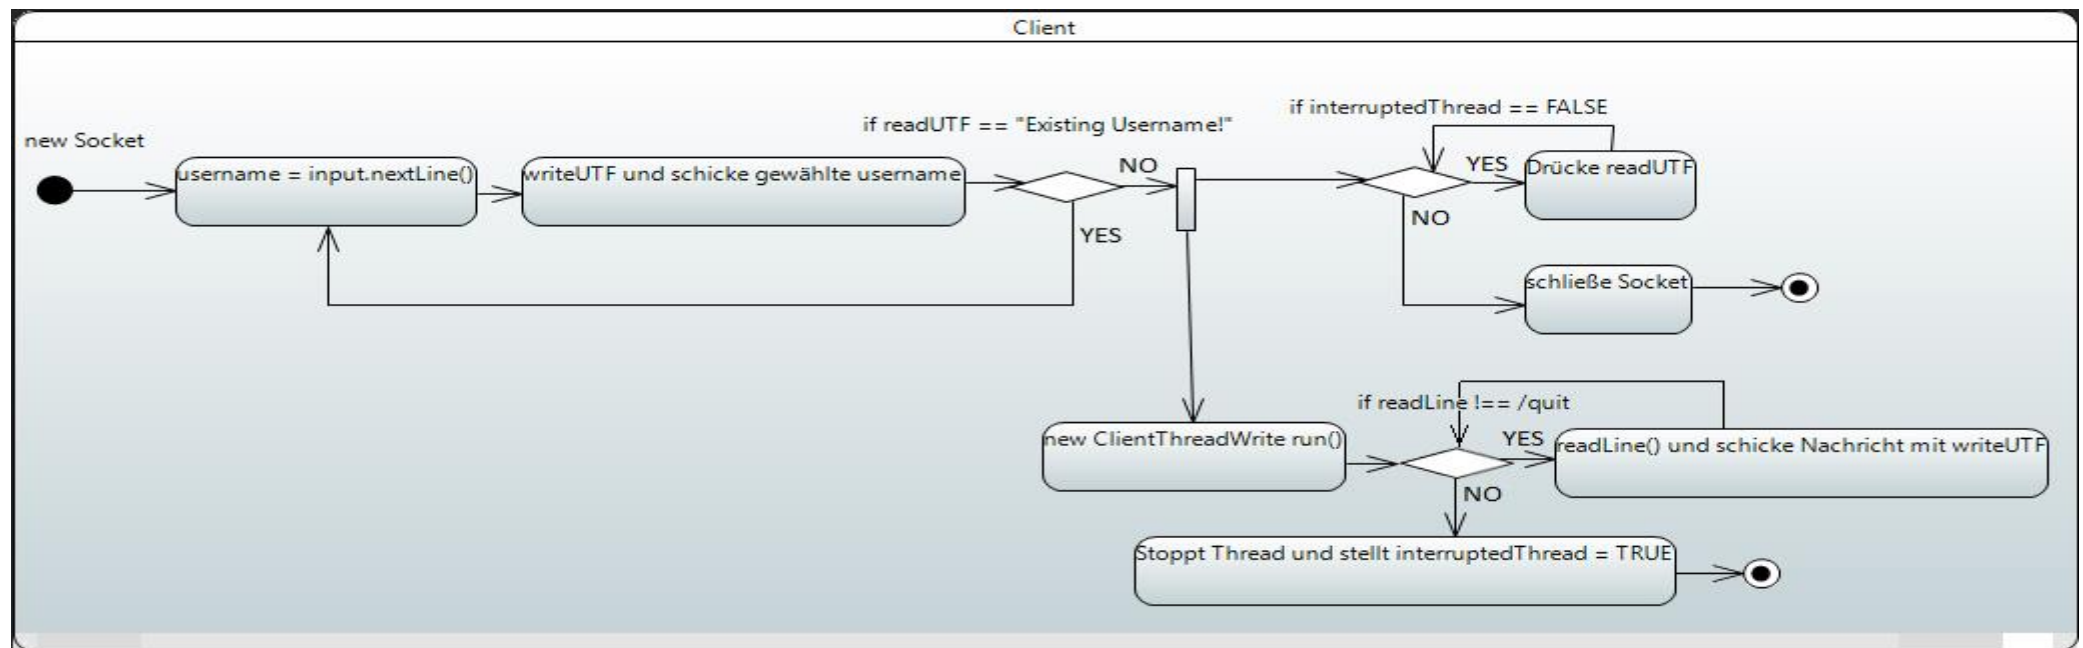 Client
new Socket
username = input.nextLine()
writeUTF und schicke gewählte username
if readUTF == "Existing Username!"
NO
YES
if interruptedThread == FALSE
YES
Drücke readUTF
NO
schließe Socket
new ClientThreadWrite run()
if readLine !== /quit
YES
readLine() und schicke Nachricht mit writeUTF
NO
Stoppt Thread und stellt interruptedThread = TRUE